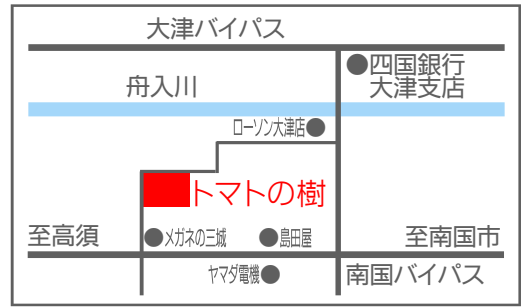 大津バイパス
四国銀行
大津支店
舟入川
ローソン大津店
トマトの樹
至高須
メガネの三城
島田屋
至南国市
ヤマダ電機
南国バイパス